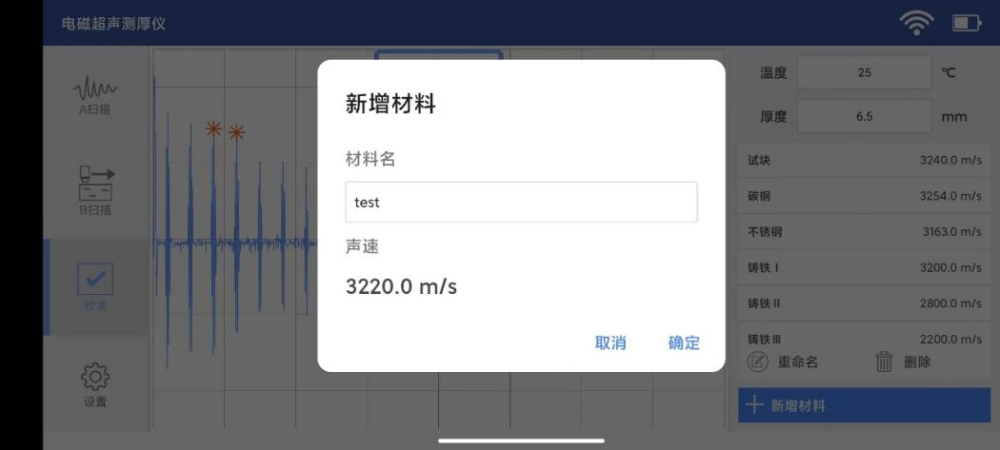 电磁超声测厚仪
A扫描
B扫描
校准
设置
新增材料
材料名
test
声速
3220.0 m/s
取消 确定
温度 25 ℃
厚度 6.5 mm
试块 3240.0 m/s
碳钢 3254.0 m/s
不锈钢 3163.0 m/s
铸铁 I 3200.0 m/s
铸铁 II 2800.0 m/s
铸铁 III 2200.0 m/s
重命名 删除
新增材料